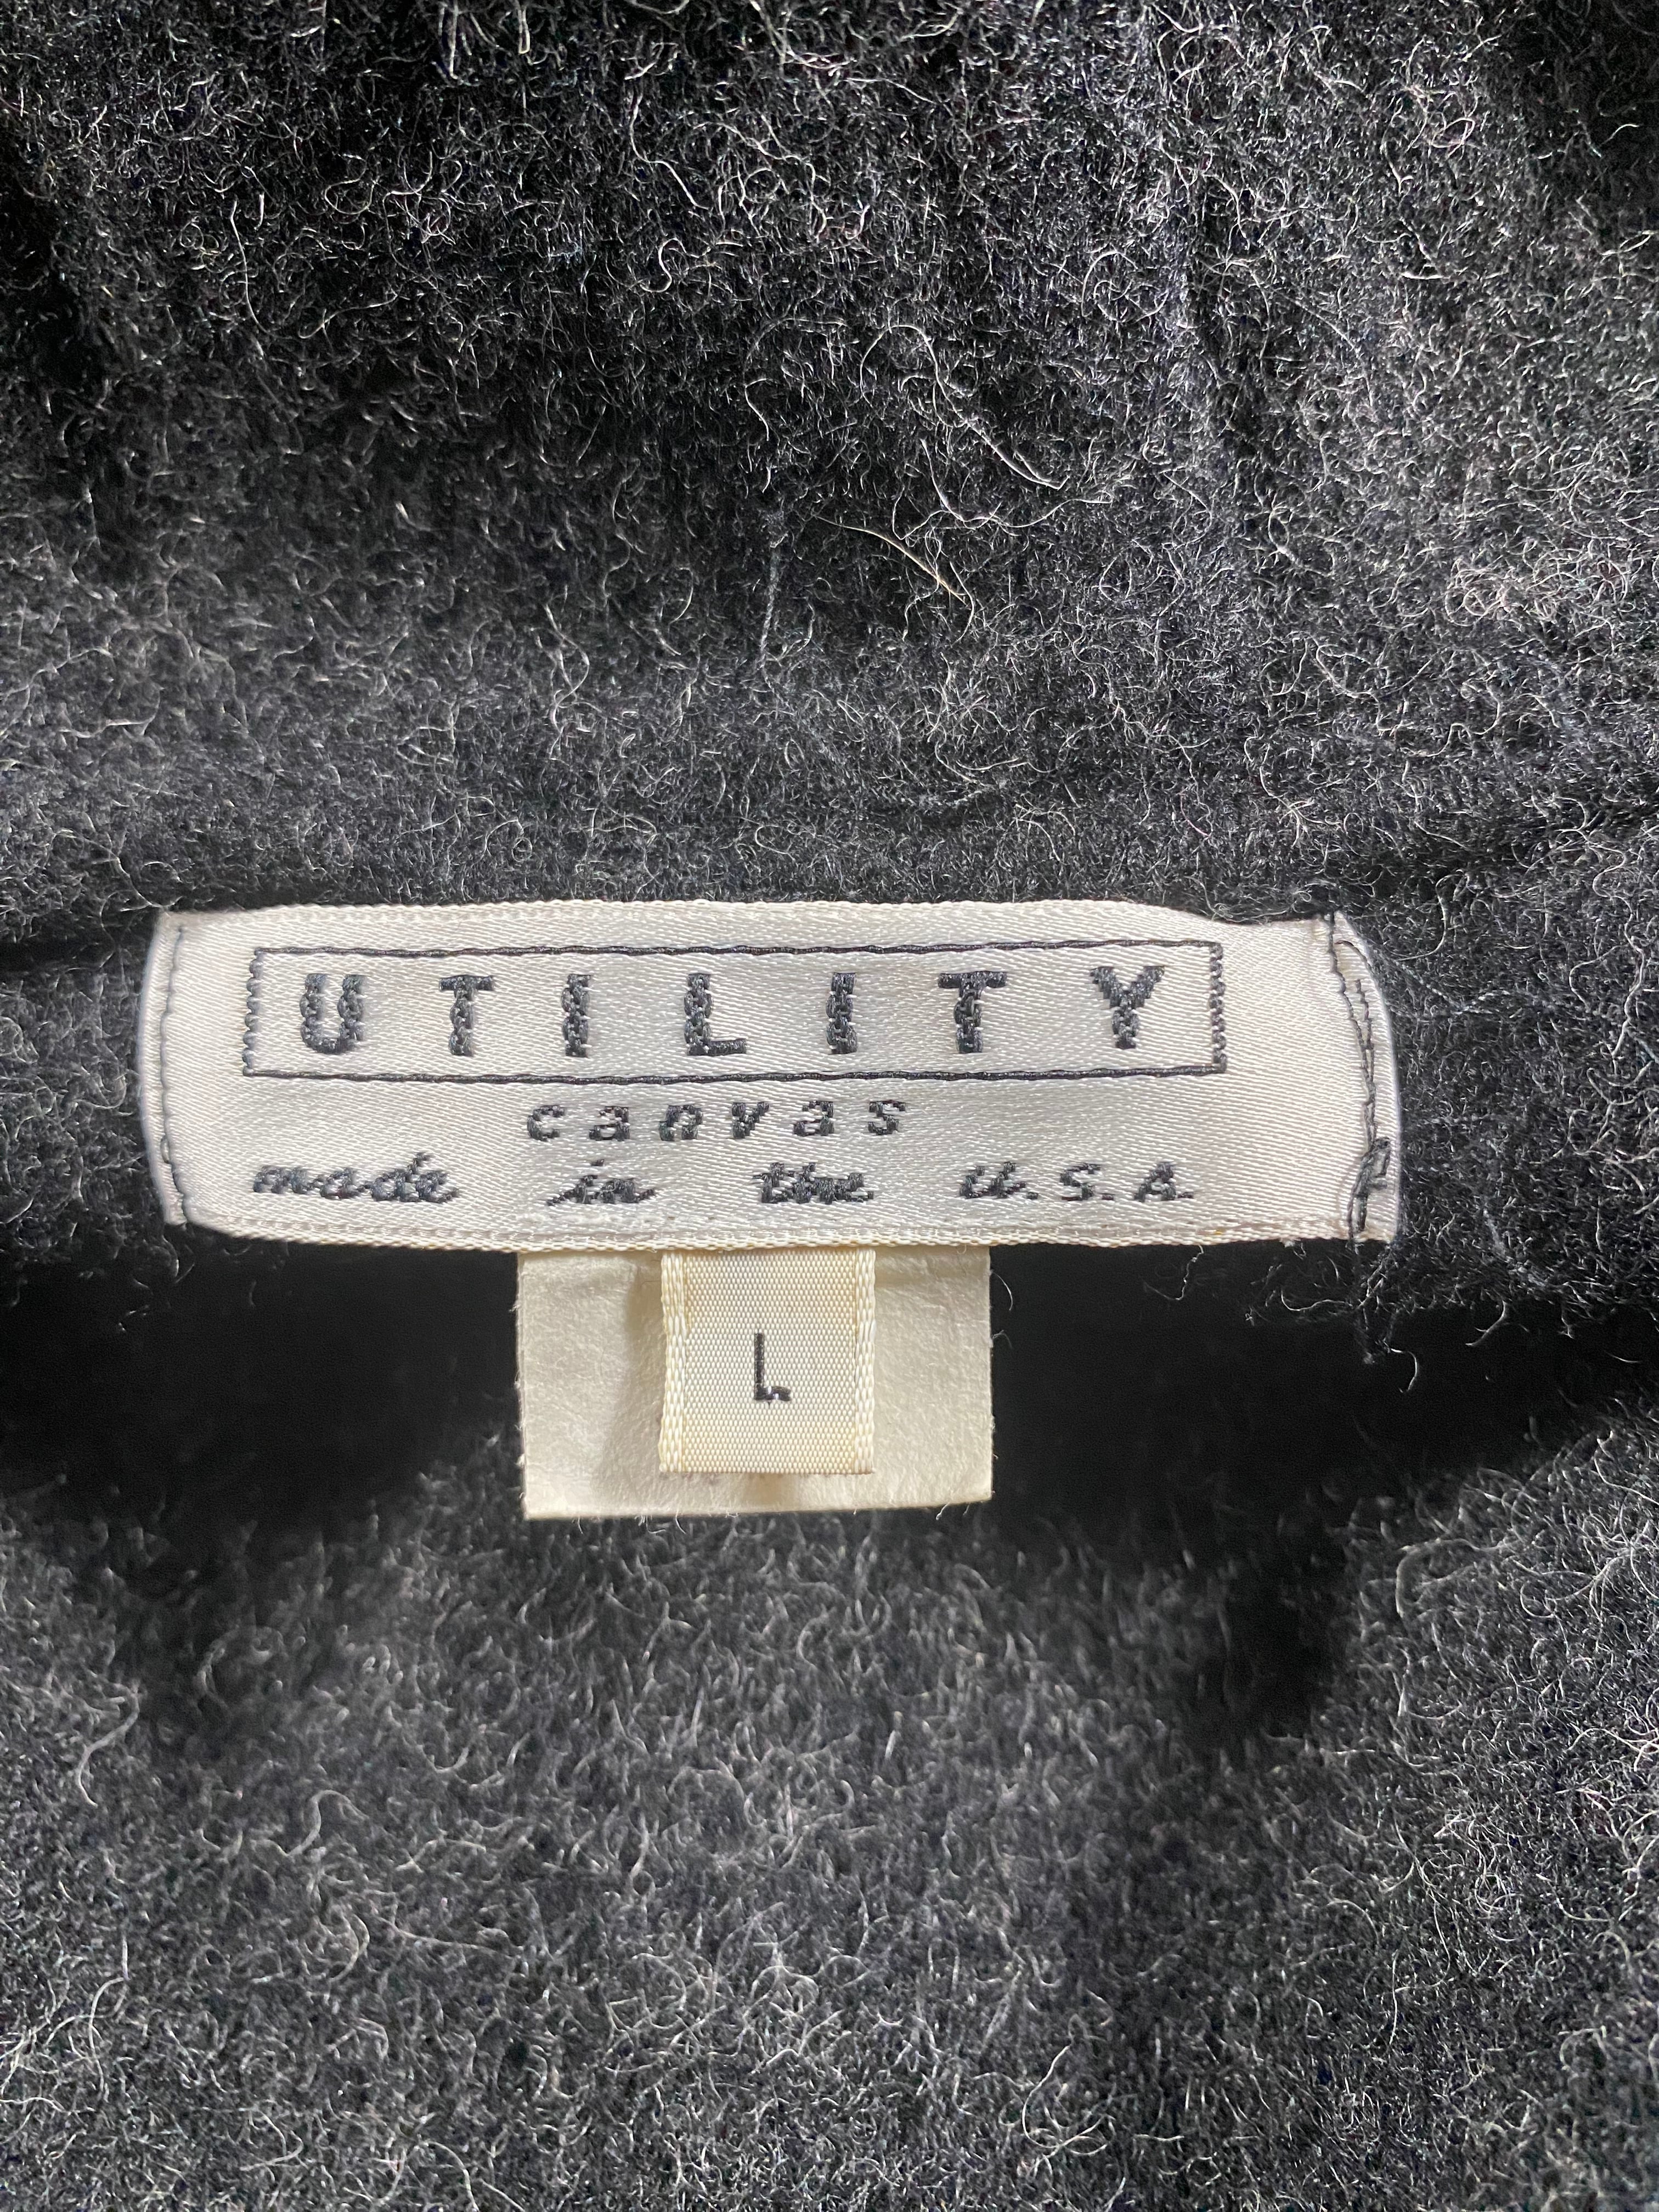 UTILITY
canvas
made in the U.S.A.
L